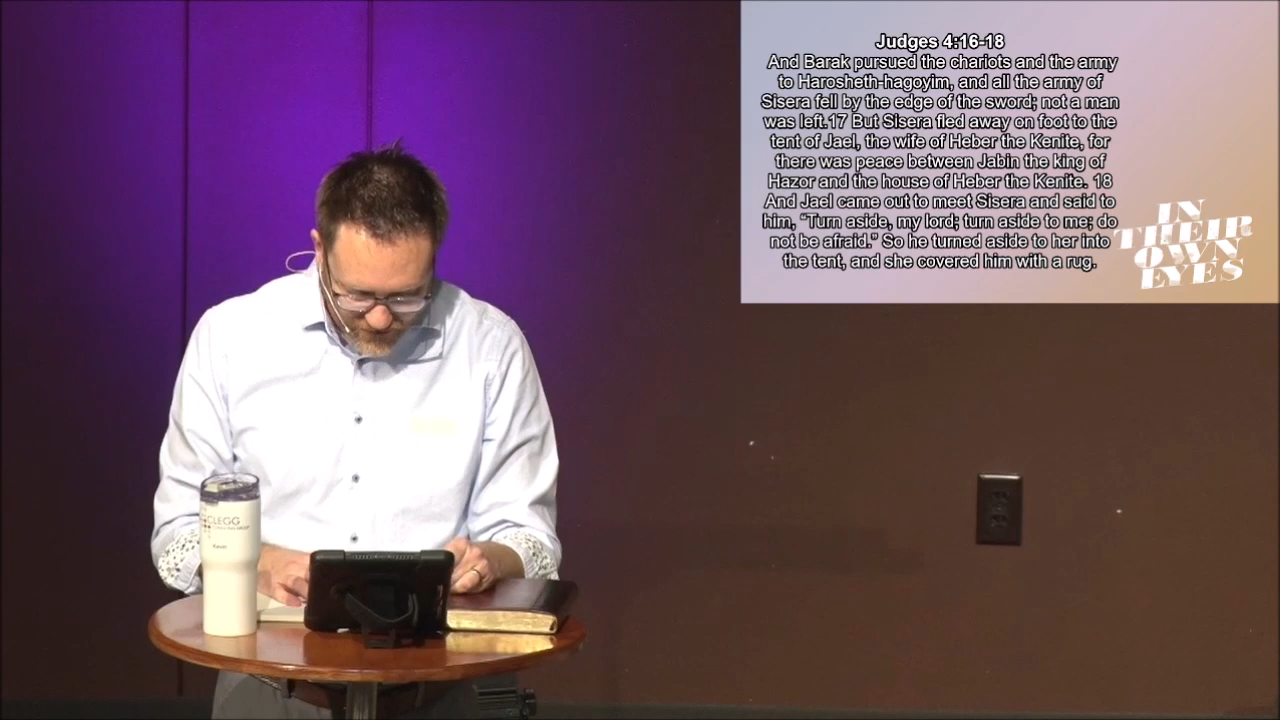 Judges 4:16-18
And Barak pursued the chariots and the army
to Harosheth-hagoyim, and all the army of
Sisera fell by the edge of the sword; not a man
was left.17 But Sisera fled away on foot to the
tent of Jael, the wife of Heber the Kenite, for
there was peace between Jabin the king of
Hazor and the house of Heber the Kenite. 18
And Jael came out to meet Sisera and said to
him, “Turn aside, my lord; turn aside to me; do
not be afraid.” So he turned aside to her into
the tent, and she covered him with a rug.
IN
THEIR
OWN
EYES
CLEGG
Kevin